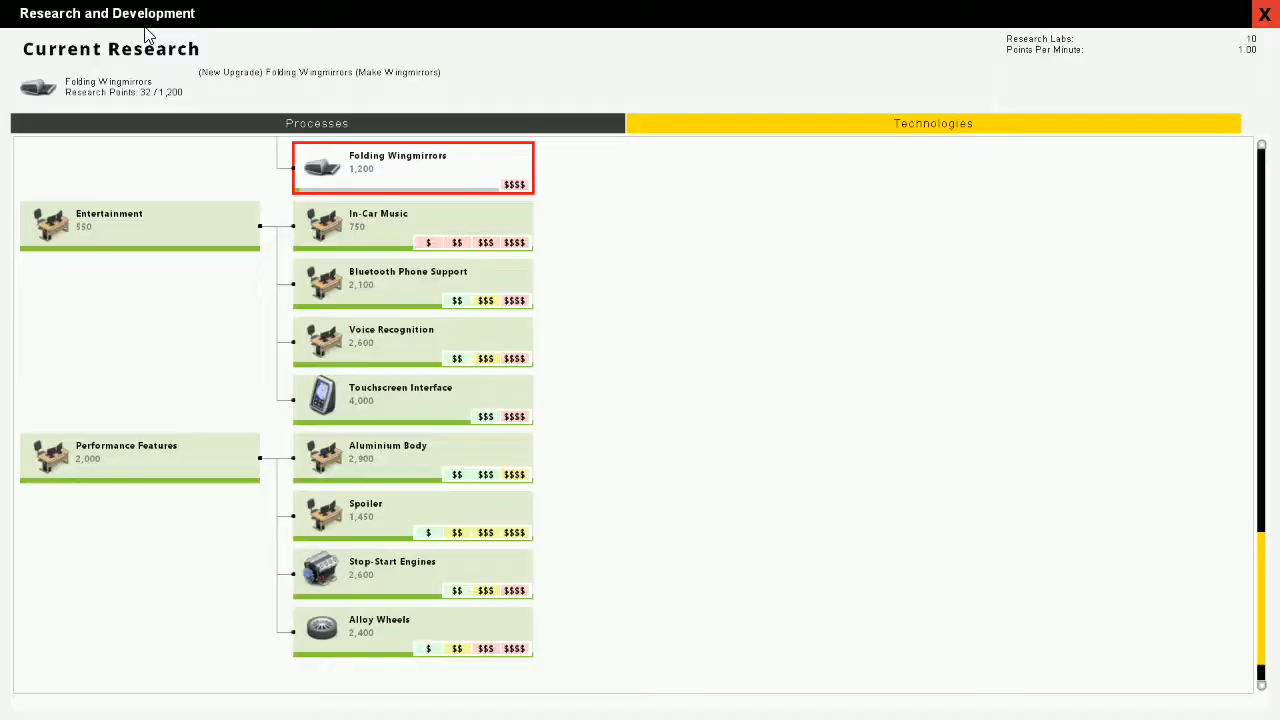 Research and Development
X
Current Research
Research Labs: 10
Points Per Minute: 1.00
(New Upgrade) Folding Wingmirrors (Make Wingmirrors)
Folding Wingmirrors
Research Points: 32 / 1,200
Processes
Technologies
Folding Wingmirrors
1,200
$$$$
Entertainment
550
In-Car Music
750
$ $$ $$$ $$$$
Bluetooth Phone Support
2,100
$$ $$$ $$$$
Voice Recognition
2,600
$$ $$$ $$$$
Touchscreen Interface
4,000
$$$ $$$$
Performance Features
2,000
Aluminium Body
2,900
$$ $$$ $$$$
Spoiler
1,450
$ $$ $$$ $$$$
Stop-Start Engines
2,600
$$ $$$ $$$$
Alloy Wheels
2,400
$ $$ $$$ $$$$